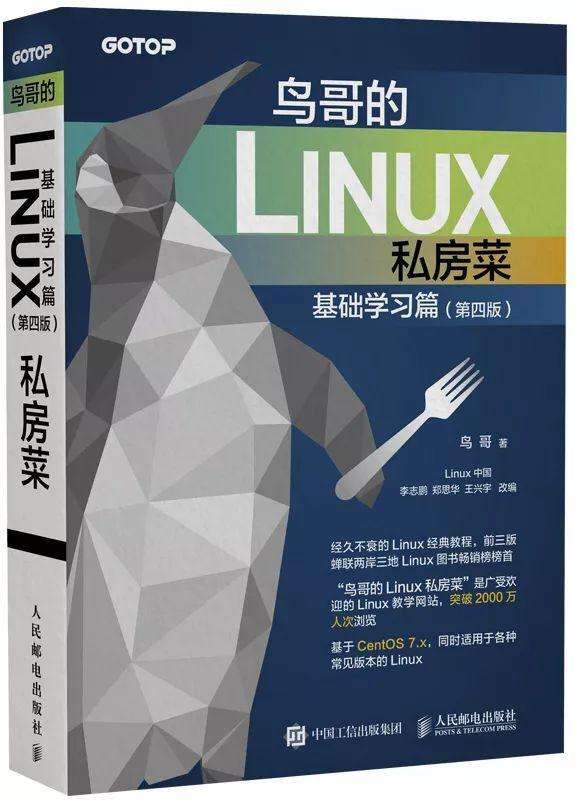 GOTOP
鸟哥的
LINUX
基础学习篇
(第四版)
私房菜
人民邮电出版社
GOTOP
鸟哥的
LINUX
私房菜
基础学习篇(第四版)
鸟 哥 著
Linux 中国
李志鹏 郑思华 王兴宇 改编
经久不衰的 Linux 经典教程,前三版
蝉联两岸三地 Linux 图书畅销榜榜首
“鸟哥的 Linux 私房菜”是广受欢
迎的 Linux 教学网站,突破 2000 万
人次浏览
基于 CentOS 7.x,同时适用于各种
常见版本的 Linux
中国工信出版集团
人民邮电出版社
POSTS & TELECOM PRESS